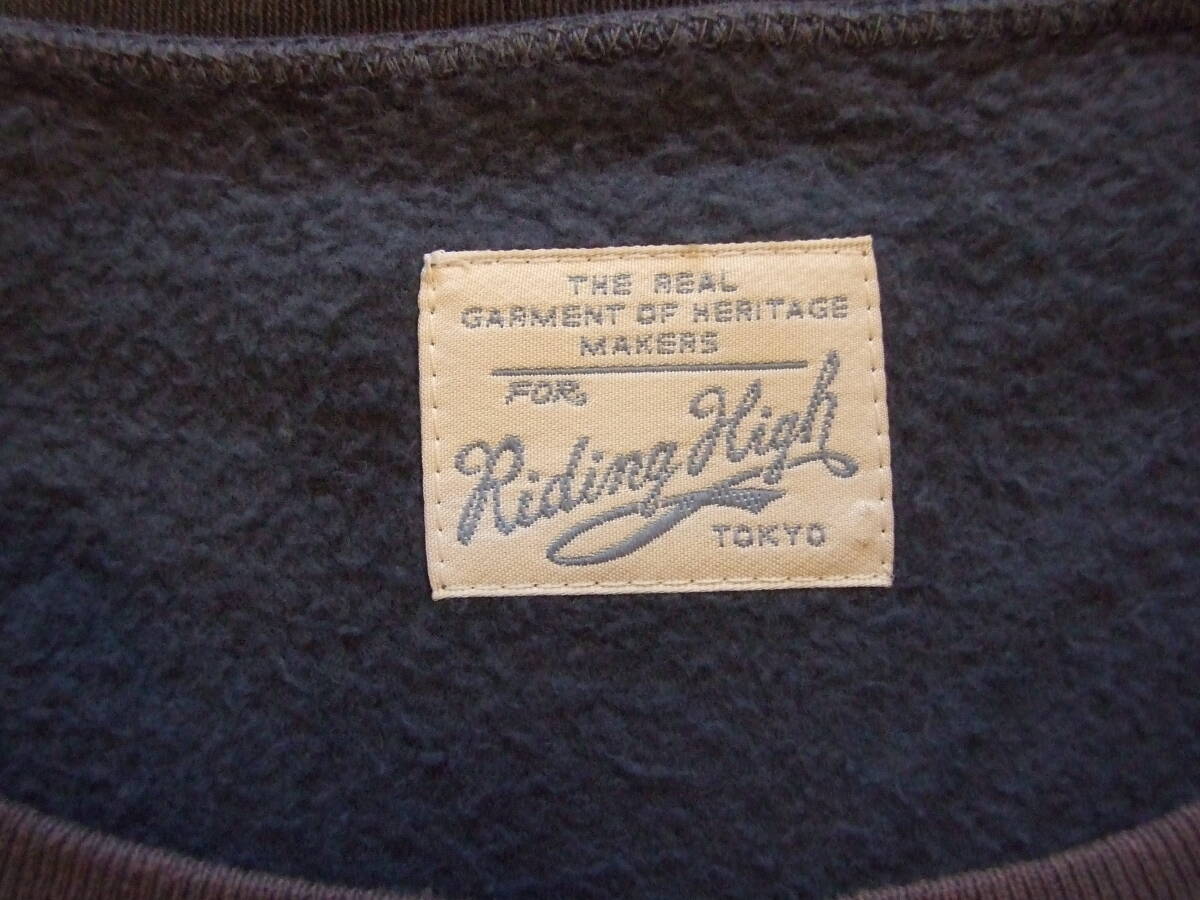 THE REAL
GARMENT OF HERITAGE
MAKERS
FOR,
Riding High
TOKYO